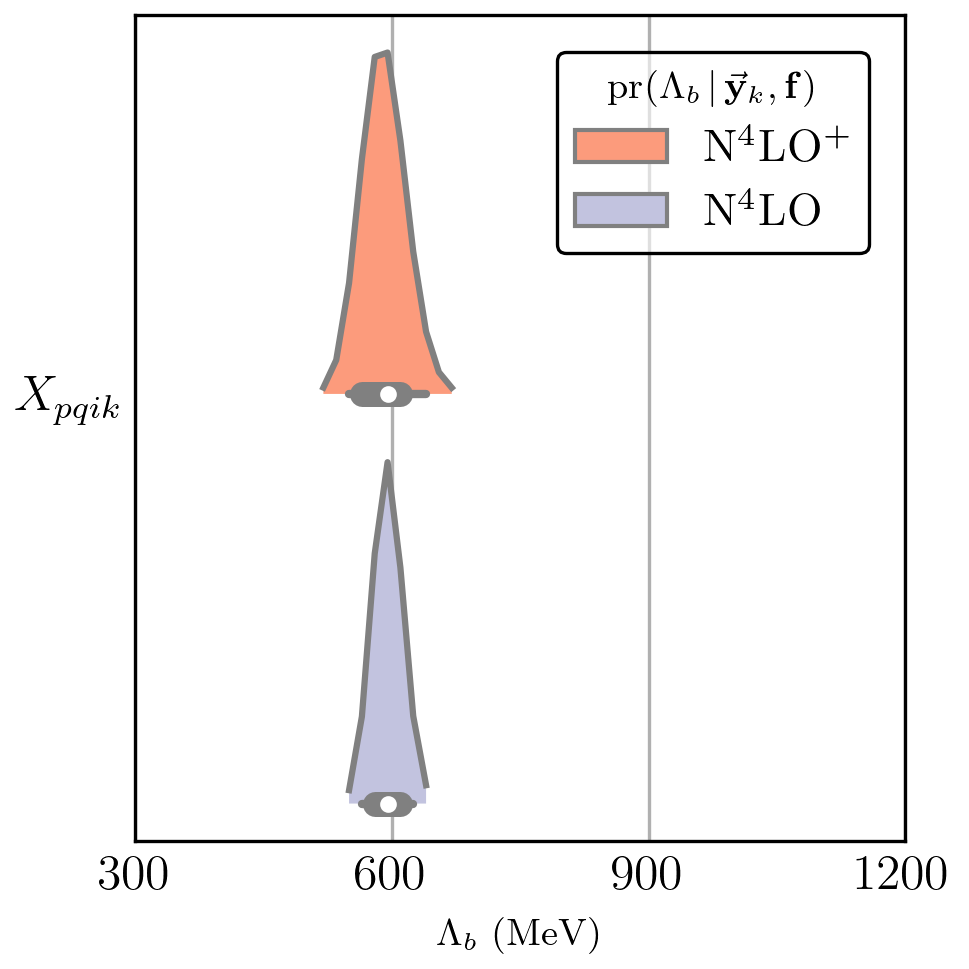 pr(Λ_b | y⃗_k, f)
N⁴LO⁺
N⁴LO
X_pqik
300 600 900 1200
Λ_b (MeV)